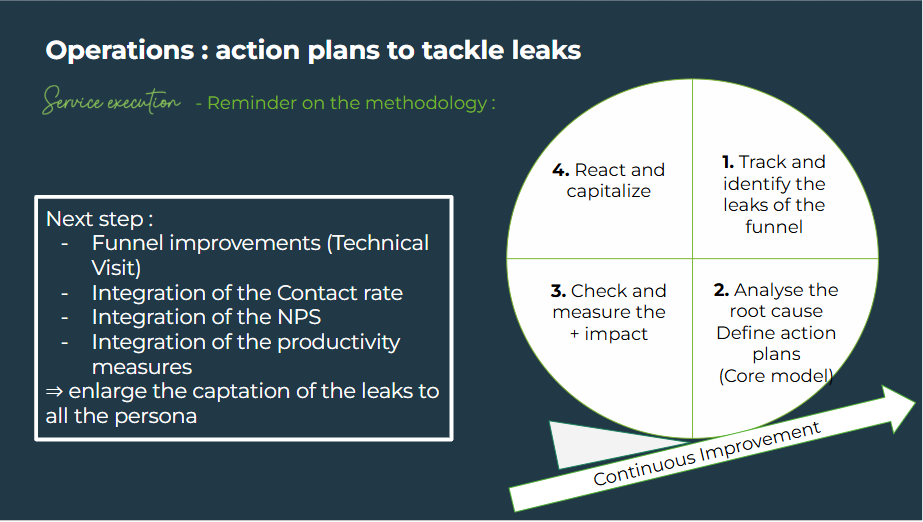 Operations : action plans to tackle leaks
Service execution - Reminder on the methodology :
Next step :
- Funnel improvements (Technical
Visit)
- Integration of the Contact rate
- Integration of the NPS
- Integration of the productivity
measures
⇒ enlarge the captation of the leaks to
all the persona
4. React and
capitalize
1. Track and
identify the
leaks of the
funnel
3. Check and
measure the
+ impact
2. Analyse the
root cause
Define action
plans
(Core model)
Continuous Improvement